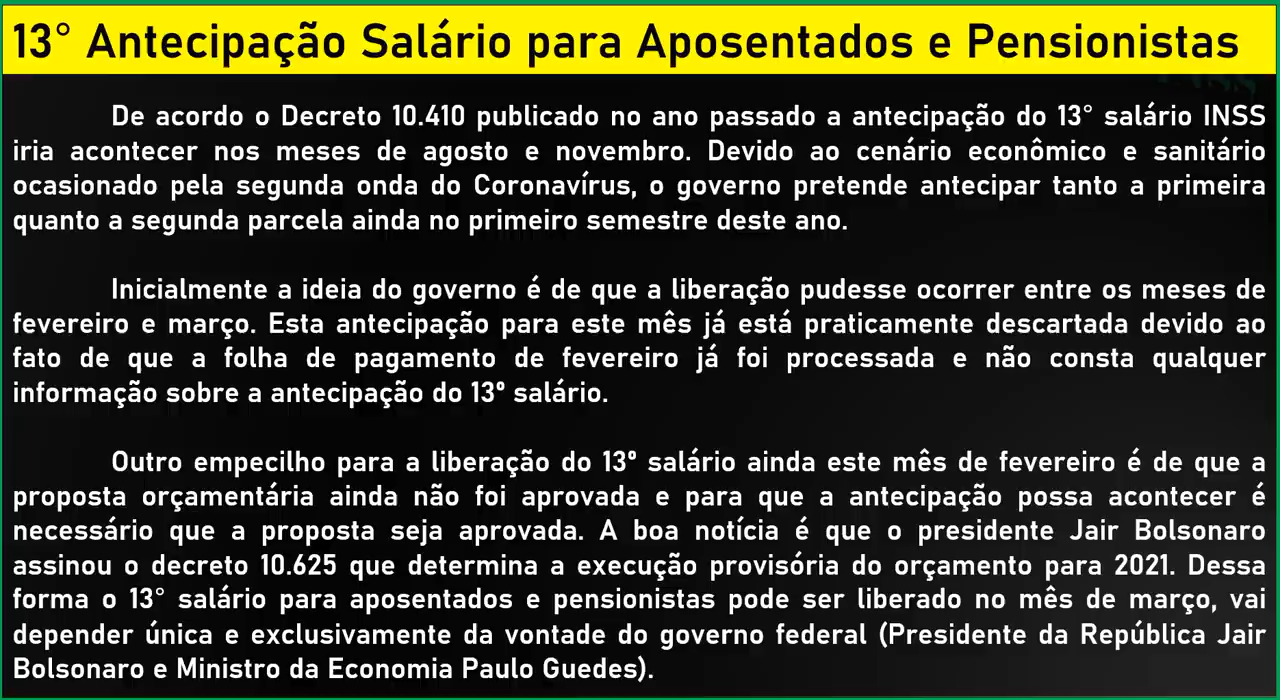 13° Antecipação Salário para Aposentados e Pensionistas
De acordo o Decreto 10.410 publicado no ano passado a antecipação do 13° salário INSS
iria acontecer nos meses de agosto e novembro. Devido ao cenário econômico e sanitário
ocasionado pela segunda onda do Coronavírus, o governo pretende antecipar tanto a primeira
quanto a segunda parcela ainda no primeiro semestre deste ano.
Inicialmente a ideia do governo é de que a liberação pudesse ocorrer entre os meses de
fevereiro e março. Esta antecipação para este mês já está praticamente descartada devido ao
fato de que a folha de pagamento de fevereiro já foi processada e não consta qualquer
informação sobre a antecipação do 13º salário.
Outro empecilho para a liberação do 13º salário ainda este mês de fevereiro é de que a
proposta orçamentária ainda não foi aprovada e para que a antecipação possa acontecer é
necessário que a proposta seja aprovada. A boa notícia é que o presidente Jair Bolsonaro
assinou o decreto 10.625 que determina a execução provisória do orçamento para 2021. Dessa
forma o 13° salário para aposentados e pensionistas pode ser liberado no mês de março, vai
depender única e exclusivamente da vontade do governo federal (Presidente da República Jair
Bolsonaro e Ministro da Economia Paulo Guedes).